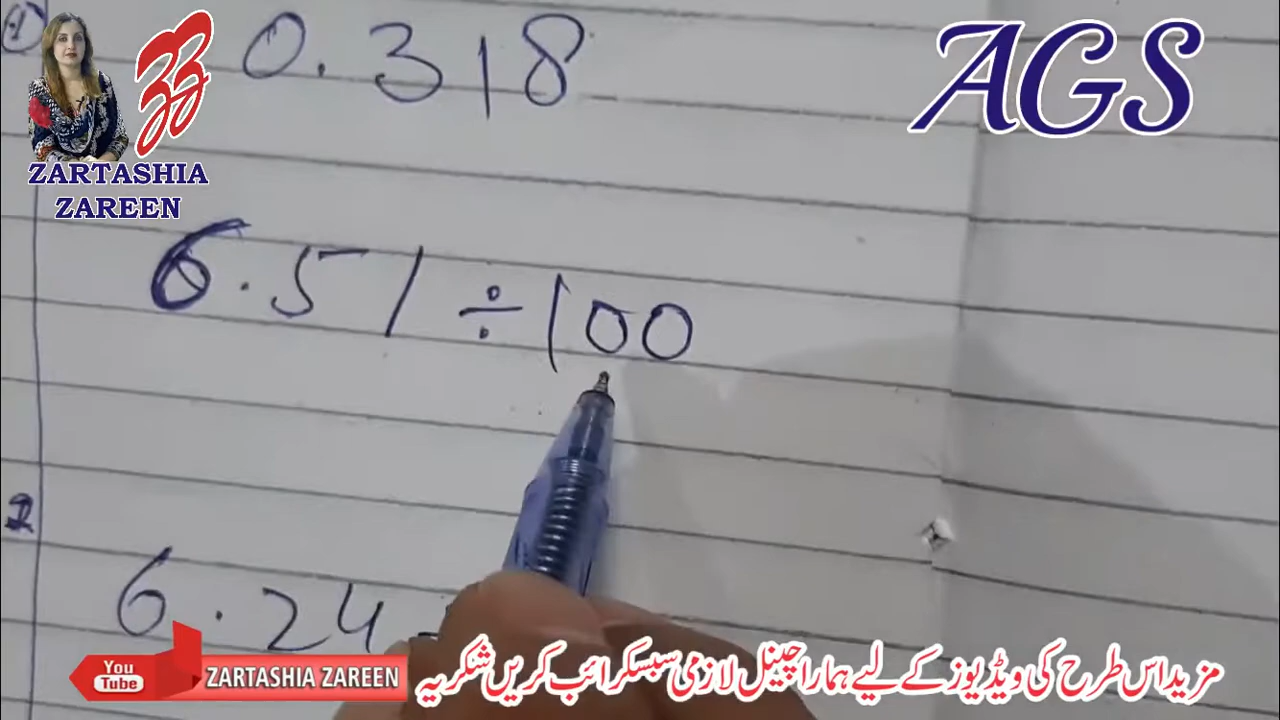 1
0.318
AGS
ZARTASHIA
ZAREEN
6.51 ÷ 100
2
6.24
You
Tube
ZARTASHIA ZAREEN
مزید اس طرح کی ویڈیوز کے لیے ہمارا چینل لازمی سبسکرائب کریں شکریہ